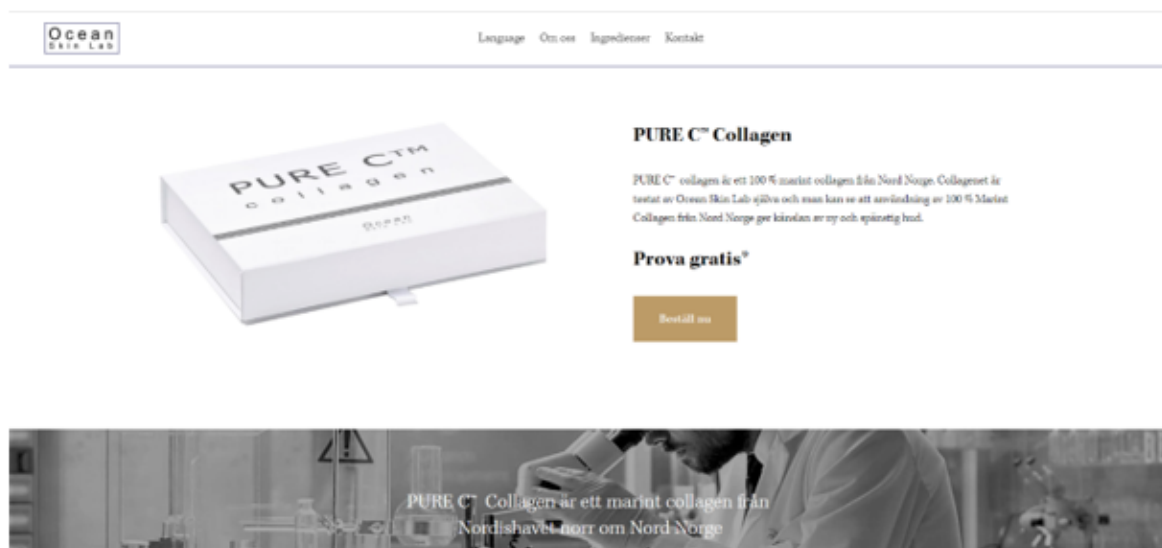 Ocean
Skin Lab
Language Om oss Ingredienser Kontakt
PURE C™
collagen
Ocean
Skin Lab
PURE C™ Collagen
PURE C™ collagen är ett 100 % marint collagen från Nord Norge. Collagenet är
testat av Ocean Skin Lab själva och man kan se att användning av 100 % Marint
Collagen från Nord Norge ger känslan av ny och spänstig hud.
Prova gratis*
Beställ nu
PURE C™ Collagen är ett marint collagen från
Nordishavet norr om Nord Norge